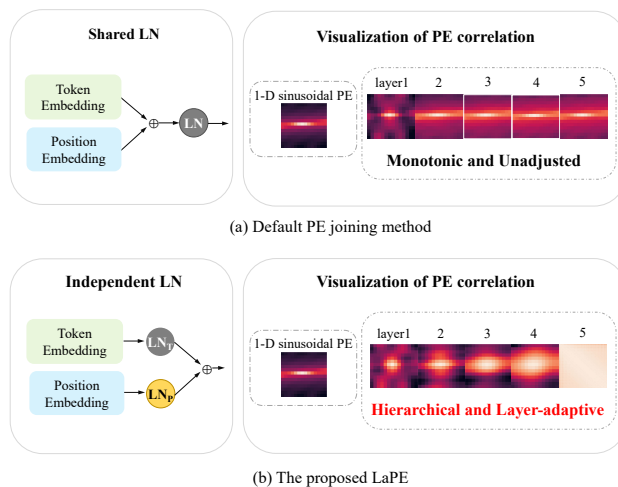 Shared LN
Token
Embedding
Position
Embedding
LN
Visualization of PE correlation
1-D sinusoidal PE
layer1 2 3 4 5
Monotonic and Unadjusted
(a) Default PE joining method
Independent LN
Token
Embedding
Position
Embedding
LN_T
LN_P
Visualization of PE correlation
1-D sinusoidal PE
layer1 2 3 4 5
Hierarchical and Layer-adaptive
(b) The proposed LaPE